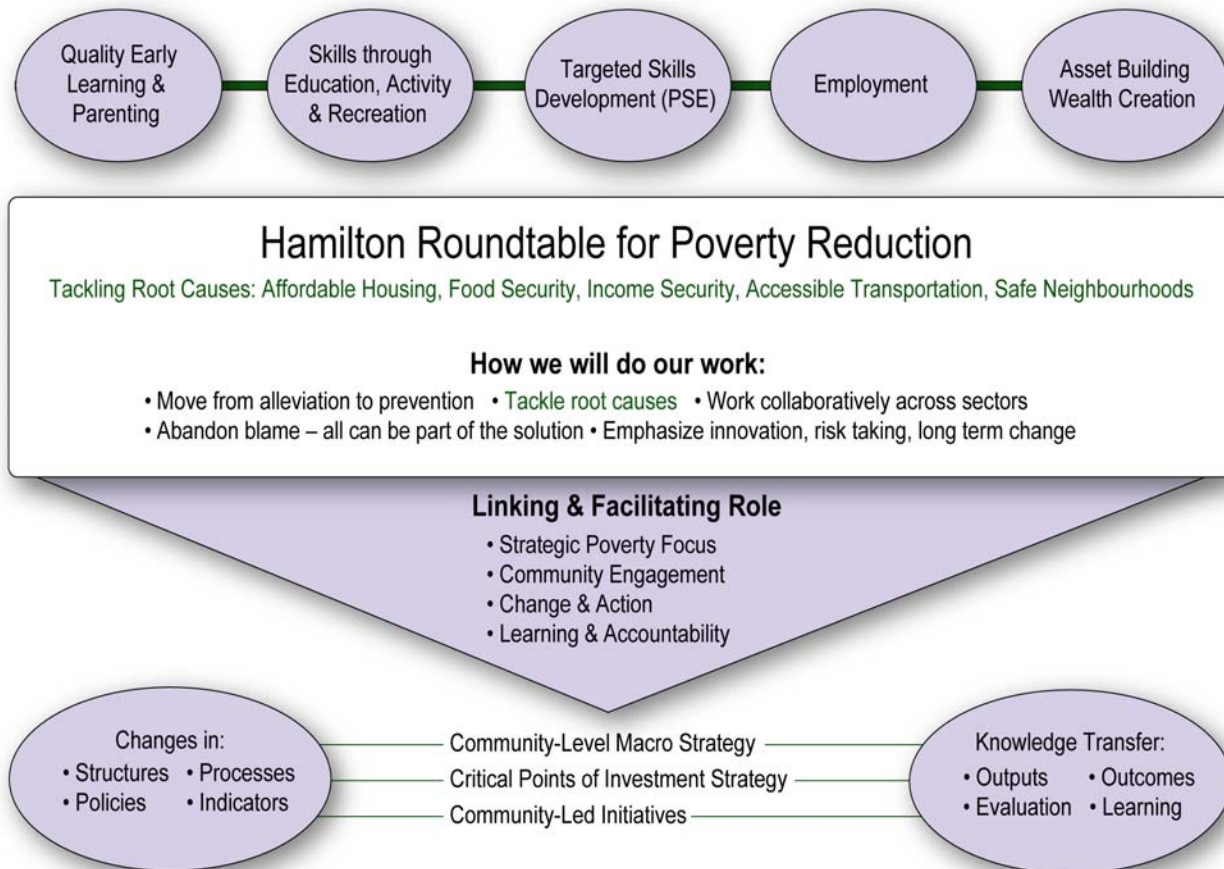 Quality Early
Learning &
Parenting
Skills through
Education, Activity
& Recreation
Targeted Skills
Development (PSE)
Employment
Asset Building
Wealth Creation
Hamilton Roundtable for Poverty Reduction
Tackling Root Causes: Affordable Housing, Food Security, Income Security, Accessible Transportation, Safe Neighbourhoods
How we will do our work:
• Move from alleviation to prevention • Tackle root causes • Work collaboratively across sectors
• Abandon blame – all can be part of the solution • Emphasize innovation, risk taking, long term change
Linking & Facilitating Role
• Strategic Poverty Focus
• Community Engagement
• Change & Action
• Learning & Accountability
Changes in:
• Structures • Processes
• Policies • Indicators
Community-Level Macro Strategy
Critical Points of Investment Strategy
Community-Led Initiatives
Knowledge Transfer:
• Outputs • Outcomes
• Evaluation • Learning